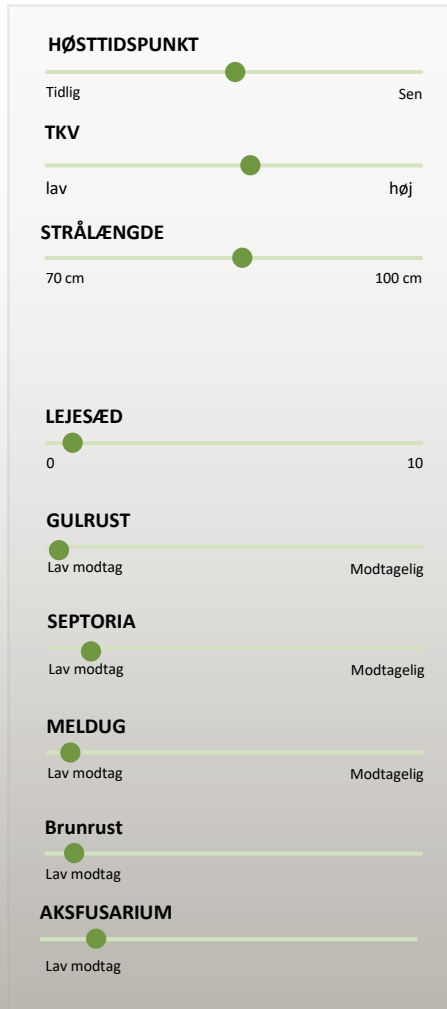 HØSTTIDSPUNKT
Tidlig Sen
TKV
lav høj
STRÅLÆNGDE
70 cm 100 cm
LEJESÆD
0 10
GULRUST
Lav modtag Modtagelig
SEPTORIA
Lav modtag Modtagelig
MELDUG
Lav modtag Modtagelig
Brunrust
Lav modtag
AKSFUSARIUM
Lav modtag